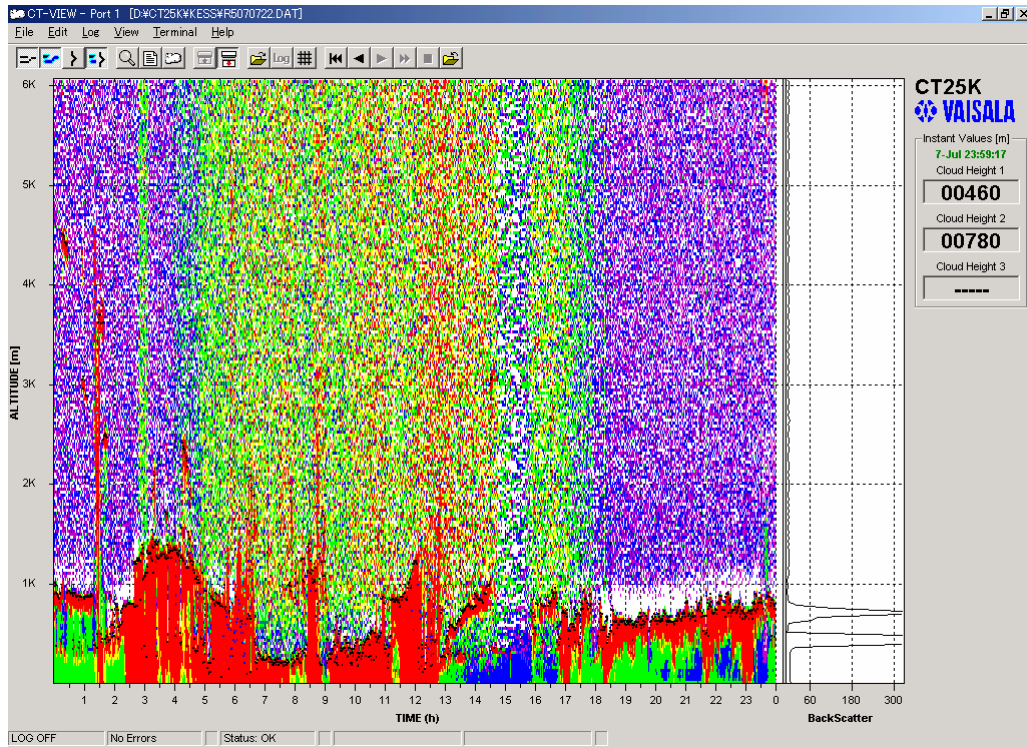 CT-VIEW - Port 1 [D:¥CT25K¥KESS¥R5070722.DAT]
File Edit Log View Terminal Help
Log
CT25K
VAISALA
Instant Values [m]
7-Jul 23:59:17
Cloud Height 1
00460
Cloud Height 2
00780
Cloud Height 3
-----
6K
5K
4K
3K
2K
1K
ALTITUDE [m]
1 2 3 4 5 6 7 8 9 10 11 12 13 14 15 16 17 18 19 20 21 22 23 0
TIME (h)
60 180 300
BackScatter
LOG OFF No Errors Status: OK